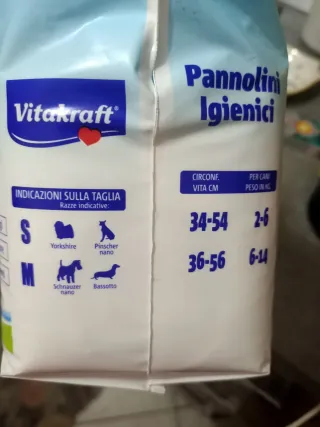 Vitakraft®
Pannolini
Igienici
INDICAZIONI SULLA TAGLIA
Razze indicative:
CIRCONF.
VITA CM
PER CANE
PESO IN KG
S
Yorkshire
Pinscher
nano
34-54
2-6
M
Schnauzer
nano
Bassotto
36-56
6-14